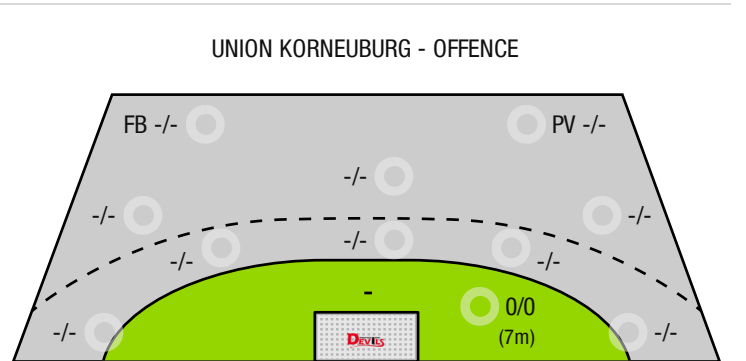 UNION KORNEUBURG - OFFENCE
FB -/-
PV -/-
-/-
-/-
-/-
-/-
-/-
-/-
-
0/0
(7m)
-/-
-/-
DEVILS